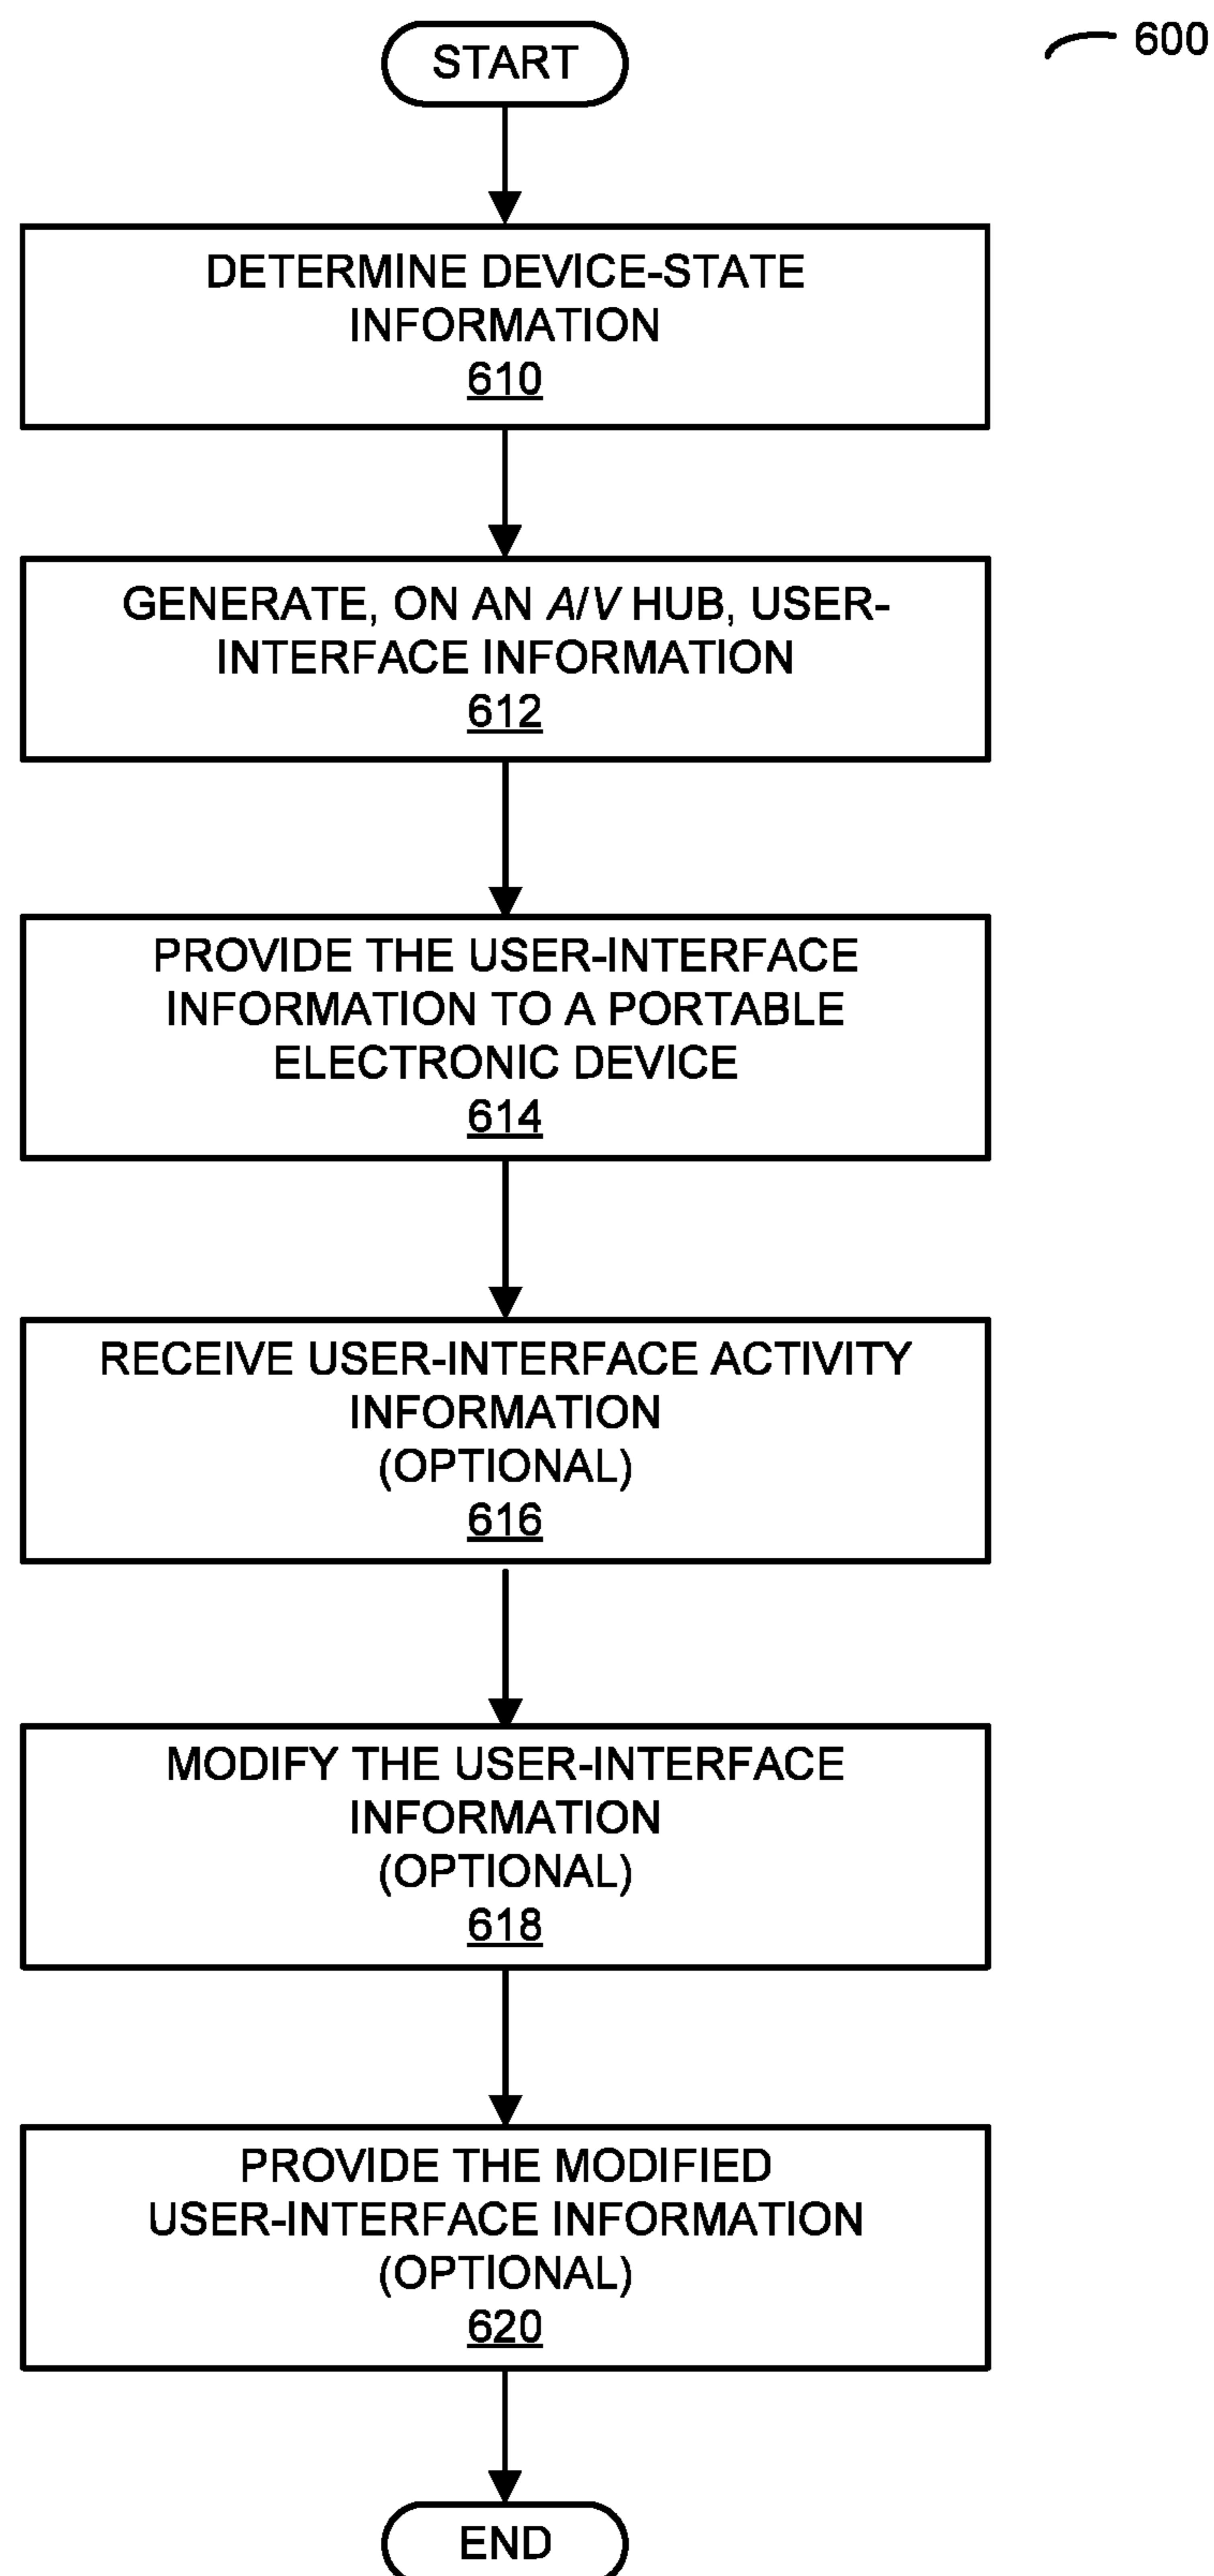 START
600
DETERMINE DEVICE-STATE
INFORMATION
610
GENERATE, ON AN A/V HUB, USER-
INTERFACE INFORMATION
612
PROVIDE THE USER-INTERFACE
INFORMATION TO A PORTABLE
ELECTRONIC DEVICE
614
RECEIVE USER-INTERFACE ACTIVITY
INFORMATION
(OPTIONAL)
616
MODIFY THE USER-INTERFACE
INFORMATION
(OPTIONAL)
618
PROVIDE THE MODIFIED
USER-INTERFACE INFORMATION
(OPTIONAL)
620
END